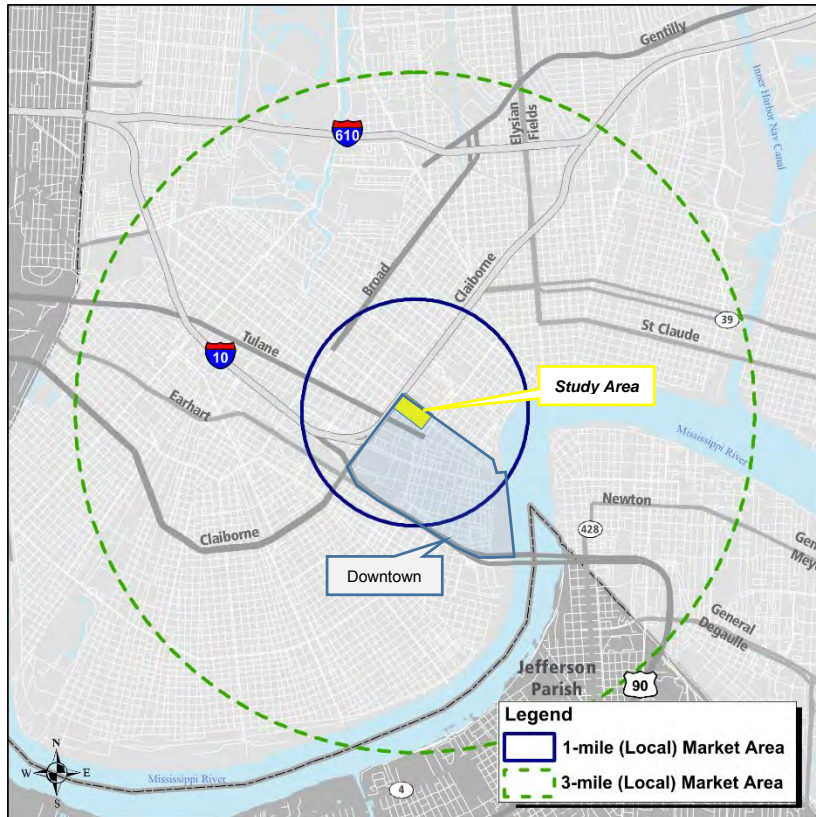 Gentilly
Inner Harbor Nav Canal
610
Elysian
Fields
Broad
Claiborne
39
St Claude
Tulane
10
Earhart
Study Area
Mississippi River
Claiborne
Newton
428
Gen
Meye
Downtown
General
Degaulle
Jefferson
Parish
90
Legend
1-mile (Local) Market Area
3-mile (Local) Market Area
N
W
E
S
Mississippi River
4